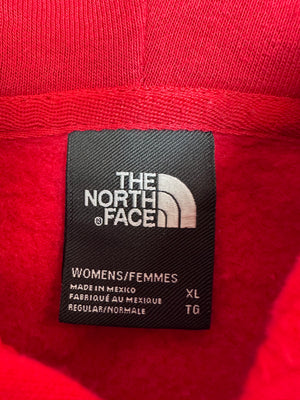 THE
NORTH
® FACE
WOMENS/FEMMES
MADE IN MEXICO XL
FABRIQUÉ AU MEXIQUE
REGULAR/NORMALE TG